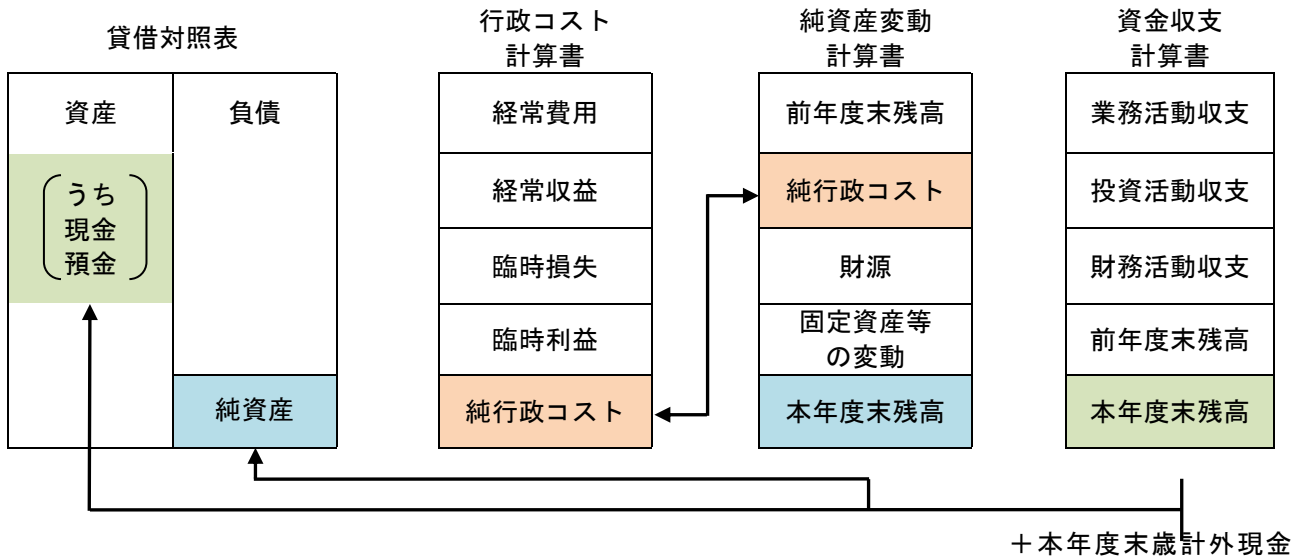 貸借対照表
資産
負債
うち
現金
預金
純資産
行政コスト
計算書
経常費用
経常収益
臨時損失
臨時利益
純行政コスト
純資産変動
計算書
前年度末残高
純行政コスト
財源
固定資産等
の変動
本年度末残高
資金収支
計算書
業務活動収支
投資活動収支
財務活動収支
前年度末残高
本年度末残高
＋本年度末歳計外現金